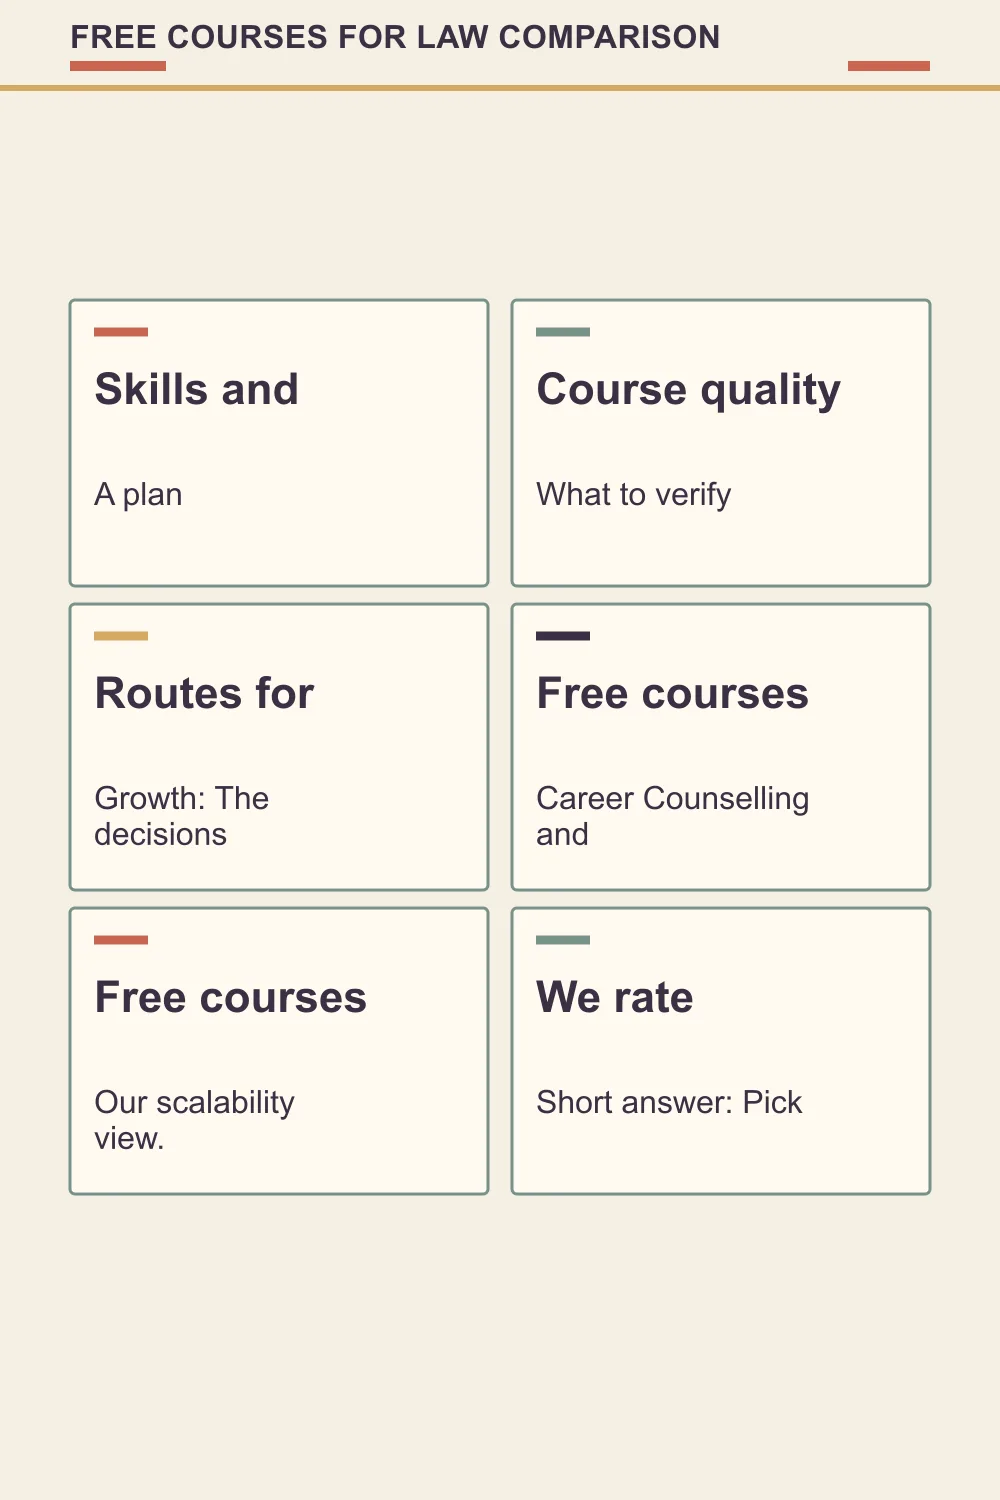 FREE COURSES FOR LAW COMPARISON
Skills and
A plan
Course quality
What to verify
Routes for
Growth: The
decisions
Free courses
Career Counselling
and
Free courses
Our scalability
view.
We rate
Short answer: Pick